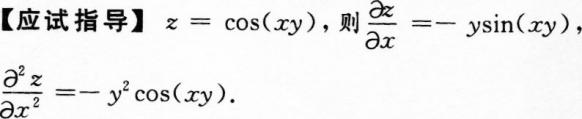 【应试指导】 z = cos(xy), 则 ∂z/∂x = − ysin(xy),
∂²z/∂x² = − y²cos(xy).